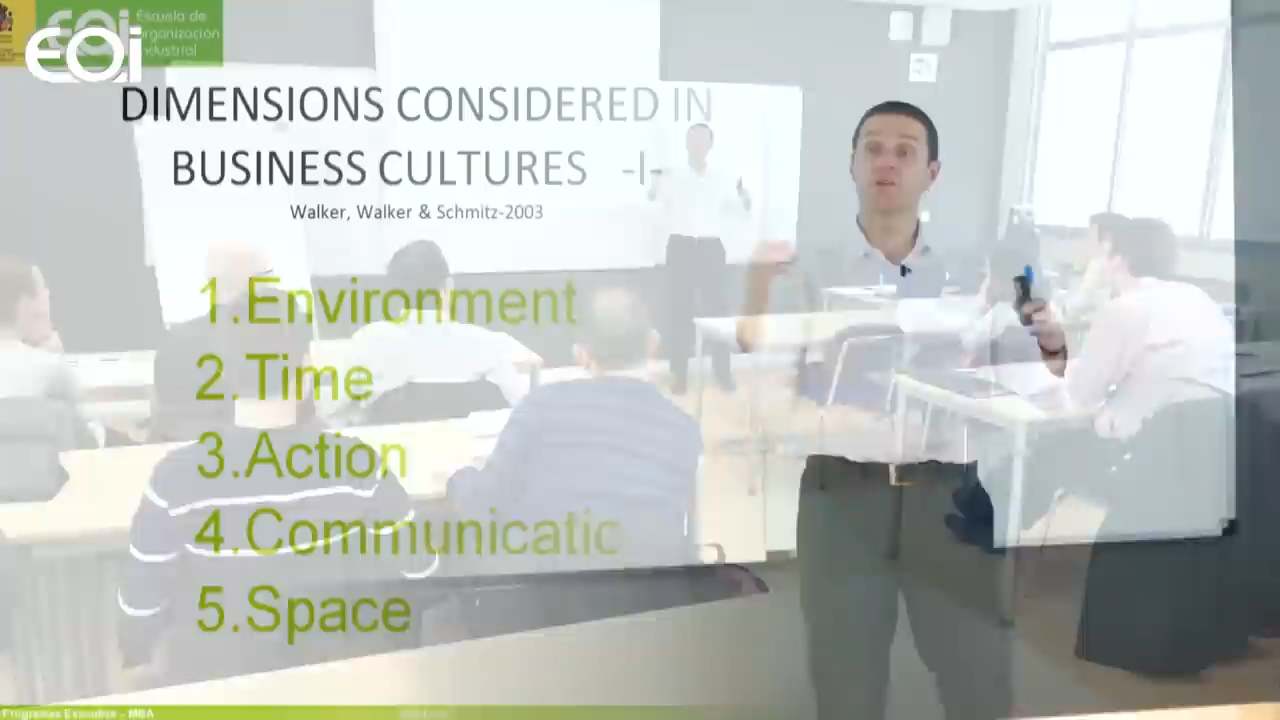 EOi
Escuela de
organización
industrial
DIMENSIONS CONSIDERED IN
BUSINESS CULTURES -I-
Walker, Walker & Schmitz-2003
1.Environment
2.Time
3.Action
4.Communicatio
5.Space
Programas Executive - MBA